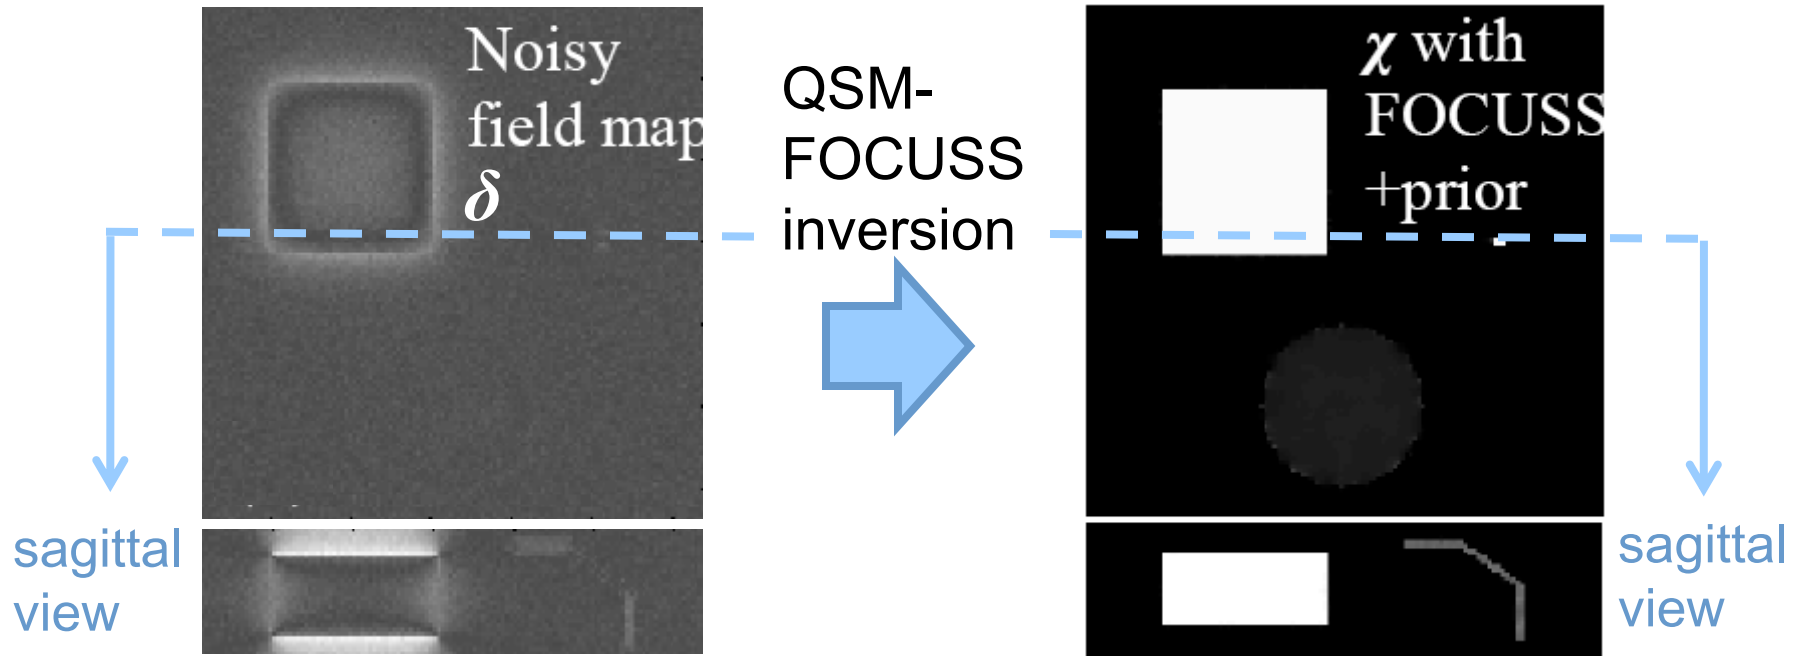 Noisy
field map
δ
QSM-
FOCUSS
inversion
χ with
FOCUSS
+prior
sagittal
view
sagittal
view